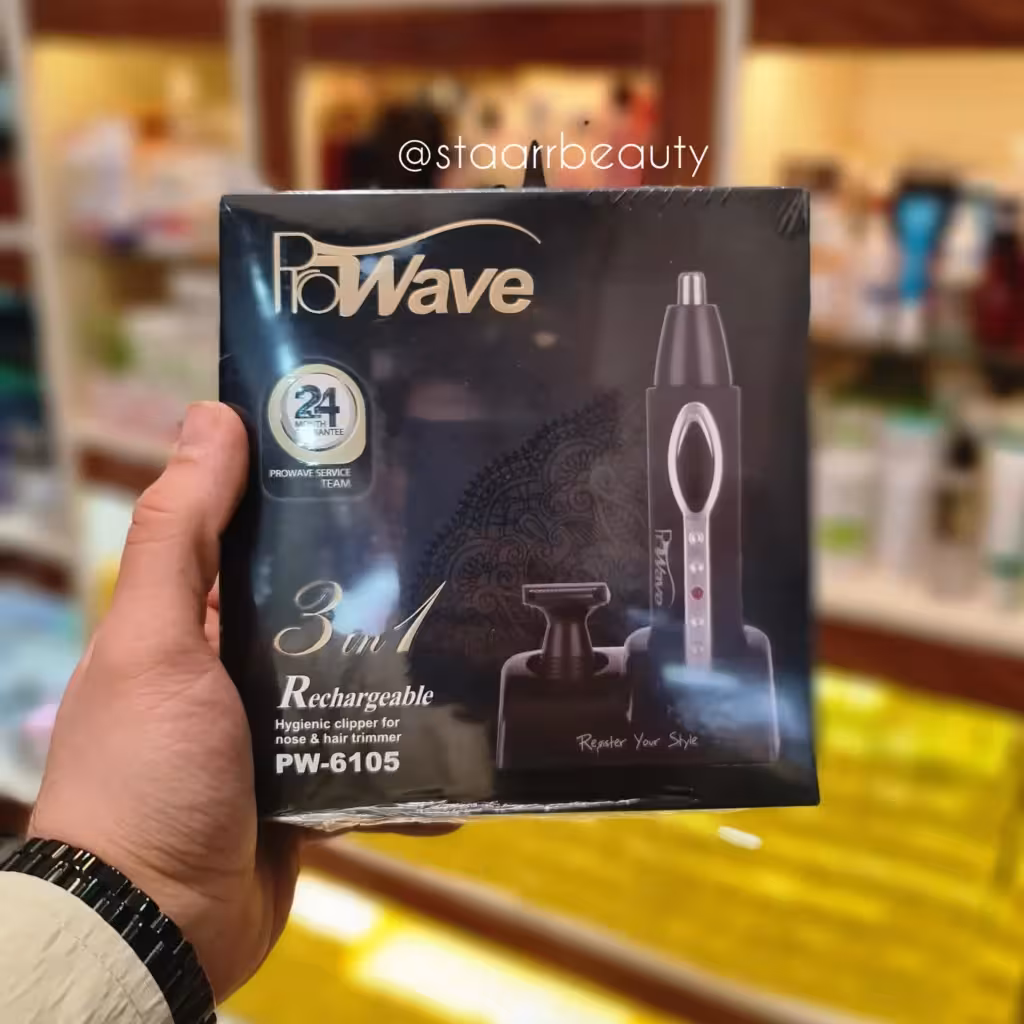 @staarrbeauty
ProWave
24
MONTH
GUARANTEE
PROWAVE SERVICE
TEAM
ProWave
3 in 1
Rechargeable
Hygienic clipper for
nose & hair trimmer
PW-6105
Register Your Style